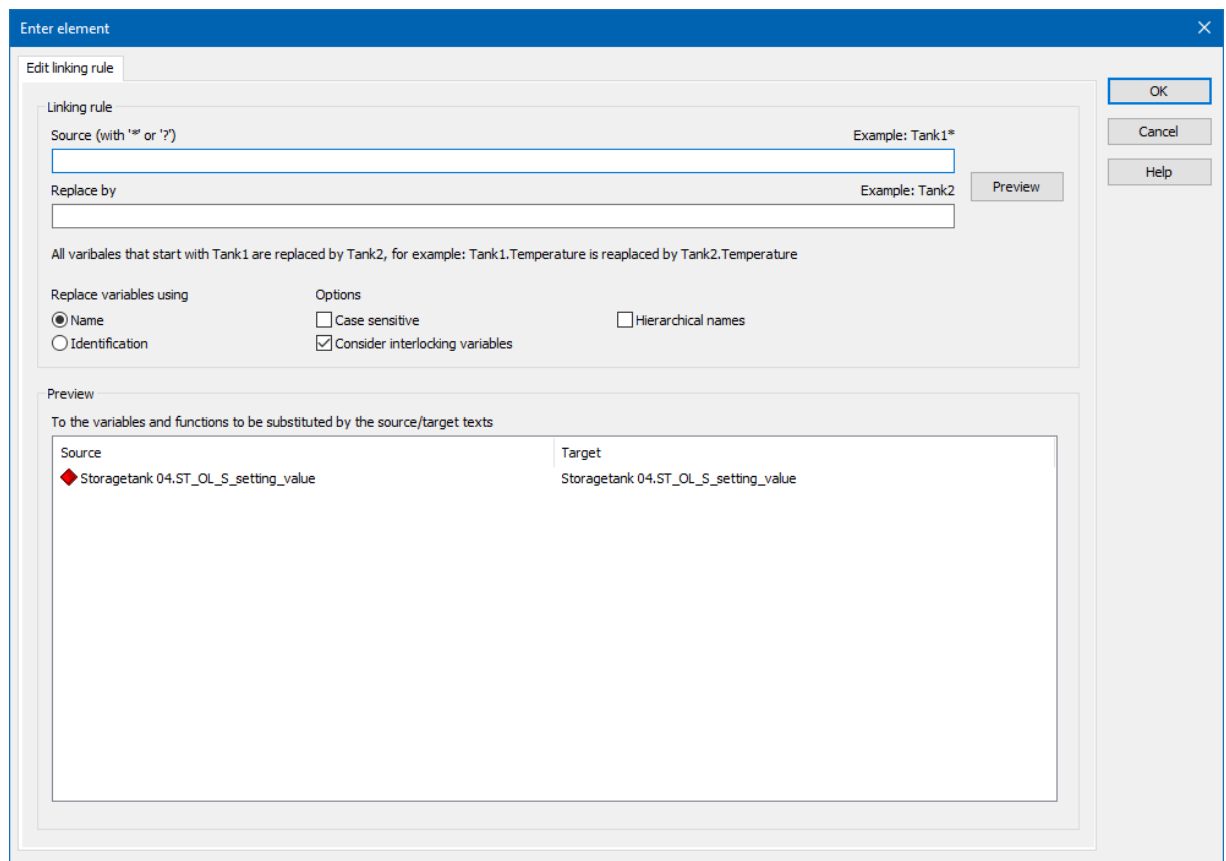 Enter element
Edit linking rule
OK
Linking rule
Source (with '*' or '?') Example: Tank1*
Cancel
Help
Replace by Example: Tank2 Preview
All varibales that start with Tank1 are replaced by Tank2, for example: Tank1.Temperature is reaplaced by Tank2.Temperature
Replace variables using Options
Name Case sensitive Hierarchical names
Identification Consider interlocking variables
Preview
To the variables and functions to be substituted by the source/target texts
Source Target
Storagetank 04.ST_OL_S_setting_value Storagetank 04.ST_OL_S_setting_value